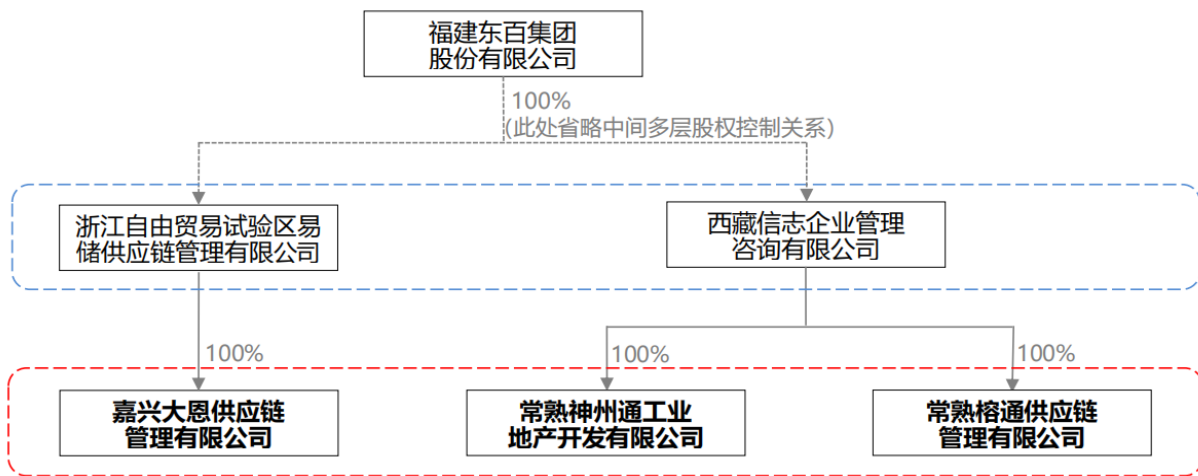 福建东百集团
股份有限公司
100%
(此处省略中间多层股权控制关系)
浙江自由贸易试验区易
储供应链管理有限公司
西藏信志企业管理
咨询有限公司
100%
100%
100%
嘉兴大恩供应链
管理有限公司
常熟神州通工业
地产开发有限公司
常熟榕通供应链
管理有限公司